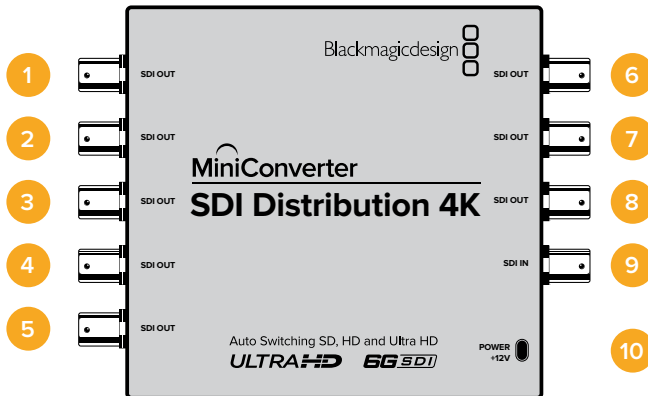 Blackmagicdesign
1 SDI OUT SDI OUT 6
2 SDI OUT SDI OUT 7
MiniConverter
3 SDI OUT SDI Distribution 4K SDI OUT 8
4 SDI OUT SDI IN 9
5 SDI OUT
Auto Switching SD, HD and Ultra HD
ULTRA HD 6G SDI
POWER
+12V
10